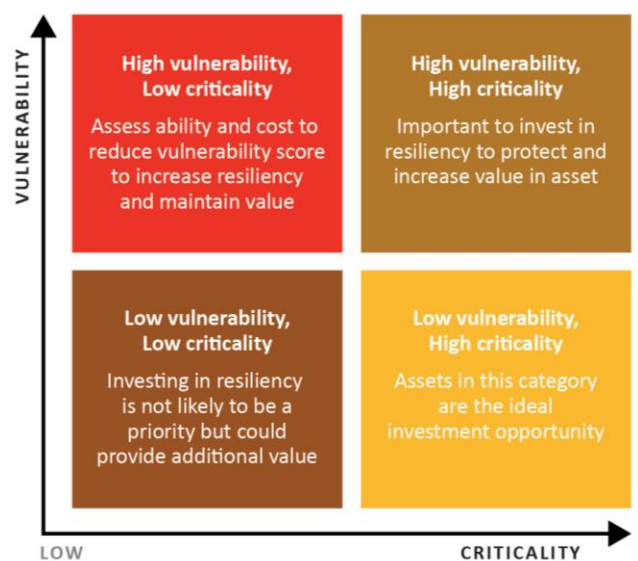 VULNERABILITY
High vulnerability,
Low criticality
Assess ability and cost to
reduce vulnerability score
to increase resiliency
and maintain value
High vulnerability,
High criticality
Important to invest in
resiliency to protect and
increase value in asset
Low vulnerability,
Low criticality
Investing in resiliency
is not likely to be a
priority but could
provide additional value
Low vulnerability,
High criticality
Assets in this category
are the ideal
investment opportunity
LOW
CRITICALITY